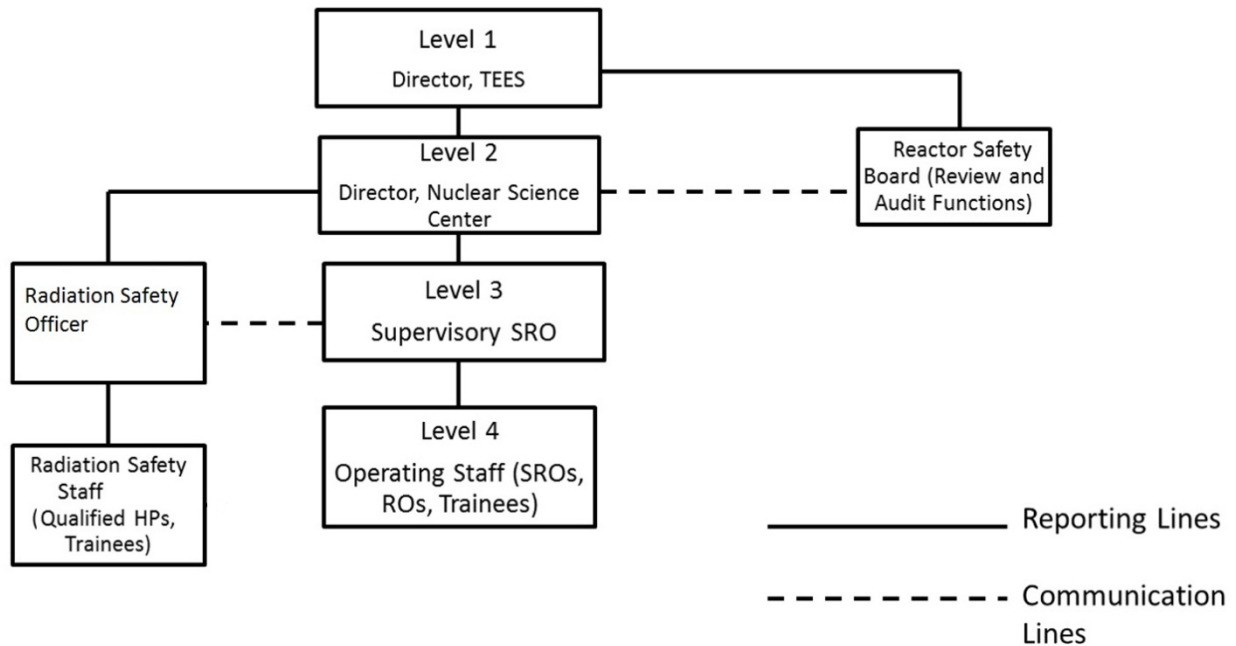 Level 1
Director, TEES
Level 2
Director, Nuclear Science
Center
Reactor Safety
Board (Review and
Audit Functions)
Radiation Safety
Officer
Level 3
Supervisory SRO
Level 4
Operating Staff (SROs,
ROs, Trainees)
Radiation Safety
Staff
(Qualified HPs,
Trainees)
Reporting Lines
Communication
Lines